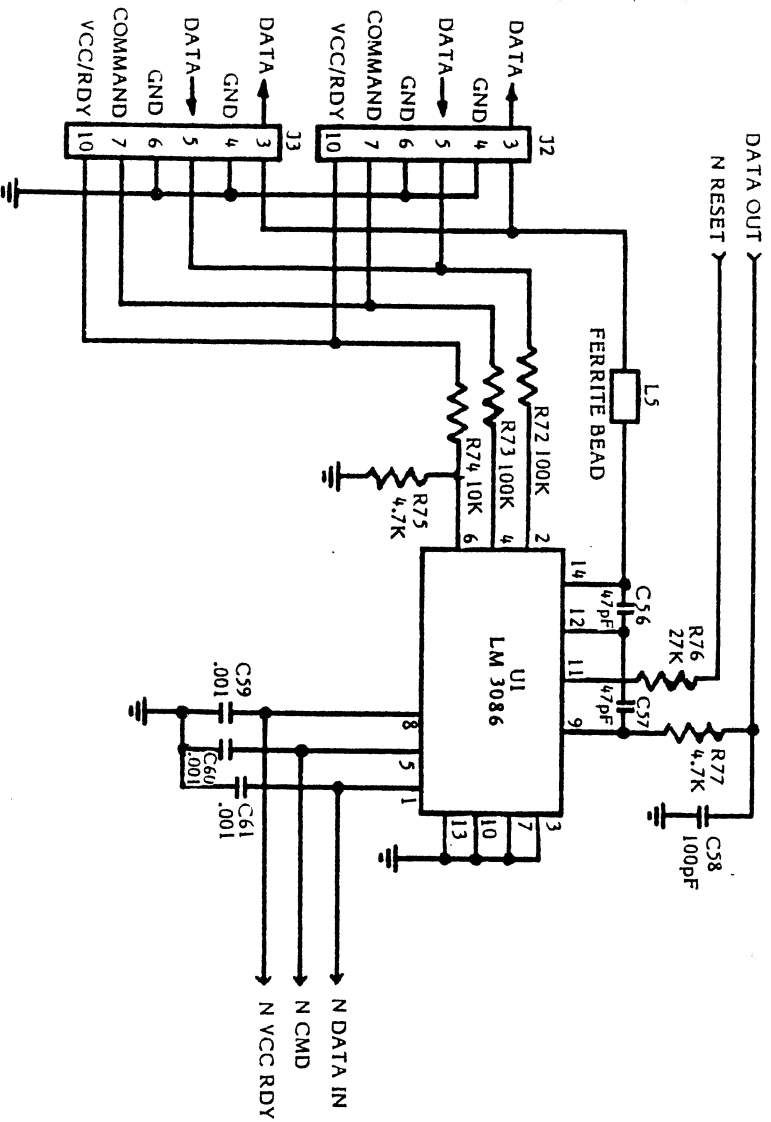 DATA OUT
N RESET
J2
DATA
3
GND
4
DATA
5
GND
6
COMMAND
7
VCC/RDY
10
J3
DATA
3
GND
4
DATA
5
GND
6
COMMAND
7
VCC/RDY
10
L5
FERRITE BEAD
R72 100K
R73 100K
R74 10K
R75
4.7K
R76
27K
R77
4.7K
C56
47pF
C57
47pF
C58
100pF
U1
LM 3086
2
4
6
14
12
11
9
8
5
1
3
7
10
13
C59
.001
C60
.001
C61
.001
N DATA IN
N CMD
N VCC RDY